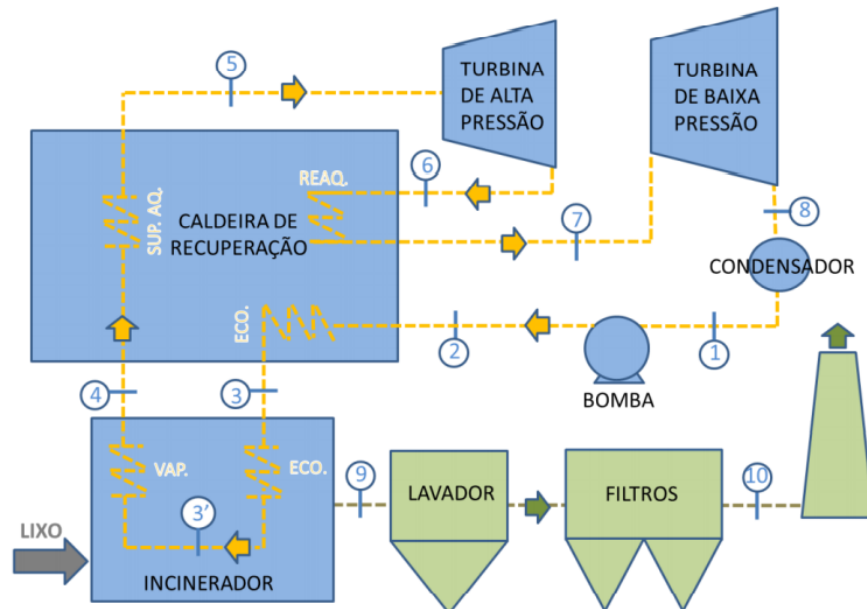 5
TURBINA
DE ALTA
PRESSÃO
TURBINA
DE BAIXA
PRESSÃO
SUP. AQ.
REAQ.
6
CALDEIRA DE
RECUPERAÇÃO
7
8
CONDENSADOR
ECO.
2
1
BOMBA
4
3
VAP.
ECO.
3’
LIXO
INCINERADOR
9
LAVADOR
FILTROS
10